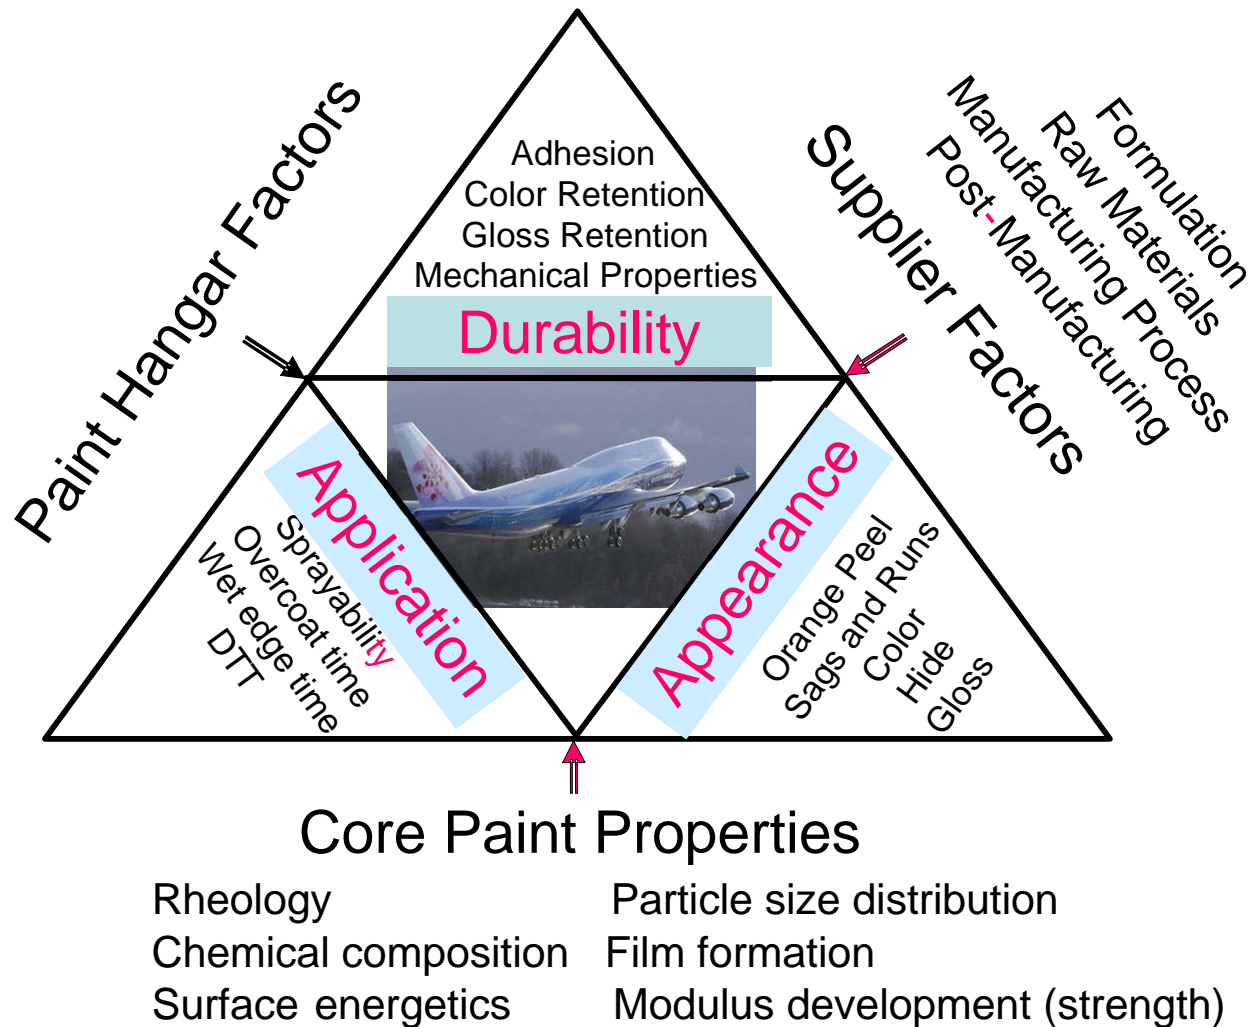 Paint Hangar Factors
Adhesion
Color Retention
Gloss Retention
Mechanical Properties
Durability
Supplier Factors
Formulation
Raw Materials
Manufacturing Process
Post-Manufacturing
Application
Sprayability
Overcoat time
Wet edge time
DTT
Appearance
Orange Peel
Sags and Runs
Color
Hide
Gloss
Core Paint Properties
Rheology Particle size distribution
Chemical composition Film formation
Surface energetics Modulus development (strength)